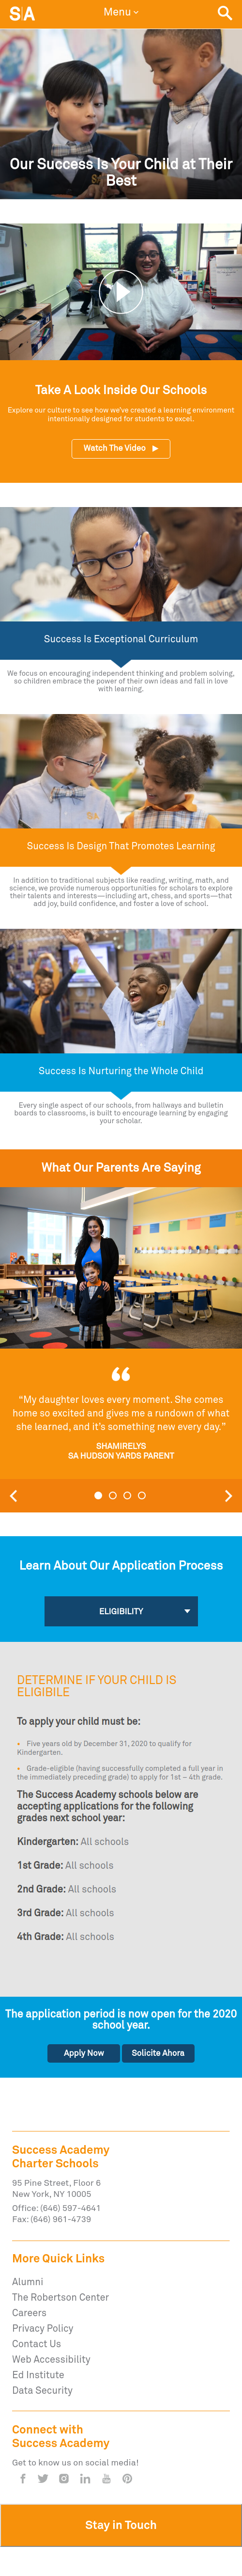 S|A
Menu
Our Success Is Your Child at Their
Best
Take A Look Inside Our Schools
Explore our culture to see how we've created a learning environment
intentionally designed for students to excel.
Watch The Video
Success Is Exceptional Curriculum
We focus on encouraging independent thinking and problem solving,
so children embrace the power of their own ideas and fall in love
with learning.
Success Is Design That Promotes Learning
In addition to traditional subjects like reading, writing, math, and
science, we provide numerous opportunities for scholars to explore
their talents and interests—including art, chess, and sports—that
add joy, build confidence, and foster a love of school.
Success Is Nurturing the Whole Child
Every single aspect of our schools, from hallways and bulletin
boards to classrooms, is built to encourage learning by engaging
your scholar.
What Our Parents Are Saying
“My daughter loves every moment. She comes
home so excited and gives me a rundown of what
she learned, and it's something new every day.”
SHAMIRELYS
SA HUDSON YARDS PARENT
Learn About Our Application Process
ELIGIBILITY
DETERMINE IF YOUR CHILD IS
ELIGIBILE
To apply your child must be:
• Five years old by December 31, 2020 to qualify for
Kindergarten.
• Grade-eligible (having successfully completed a full year in
the immediately preceding grade) to apply for 1st – 4th grade.
The Success Academy schools below are
accepting applications for the following
grades next school year:
Kindergarten: All schools
1st Grade: All schools
2nd Grade: All schools
3rd Grade: All schools
4th Grade: All schools
The application period is now open for the 2020
school year.
Apply Now Solicite Ahora
Success Academy
Charter Schools
95 Pine Street, Floor 6
New York, NY 10005
Office: (646) 597-4641
Fax: (646) 961-4739
More Quick Links
Alumni
The Robertson Center
Careers
Privacy Policy
Contact Us
Web Accessibility
Ed Institute
Data Security
Connect with
Success Academy
Get to know us on social media!
Stay in Touch